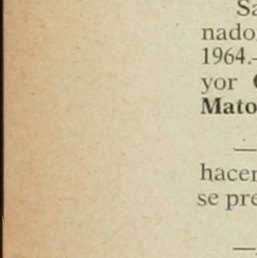 Sa
nado
1964.-
yor
Mato
—
hacer
se pre
—